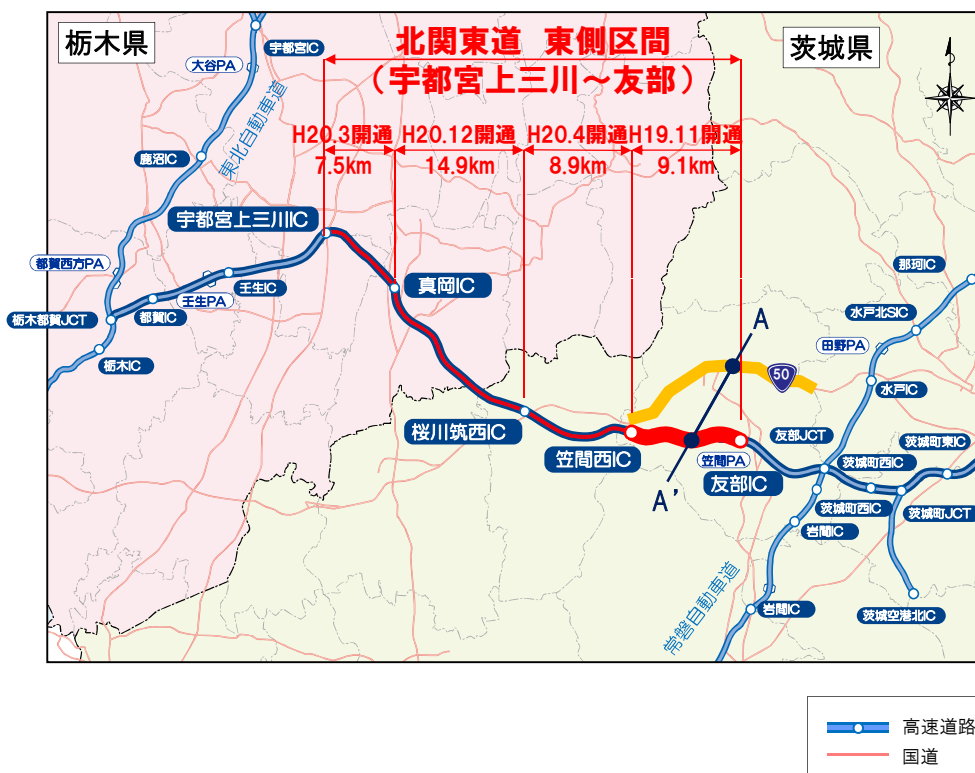 栃木県
宇都宮IC
大谷PA
北関東道 東側区間
（宇都宮上三川～友部）
茨城県
東北自動車道
鹿沼IC
H20.3開通
H20.12開通
H20.4開通
H19.11開通
7.5km
14.9km
8.9km
9.1km
宇都宮上三川IC
都賀西方PA
壬生IC
壬生PA
真岡IC
那珂IC
栃木都賀JCT
都賀IC
水戸北SIC
A
田野PA
栃木IC
50
水戸IC
桜川筑西IC
友部JCT
茨城町東IC
笠間西IC
笠間PA
茨城町西IC
友部IC
A'
茨城町西IC
茨城町JCT
岩間IC
常磐自動車道
岩間IC
茨城空港北IC
高速道路
国道